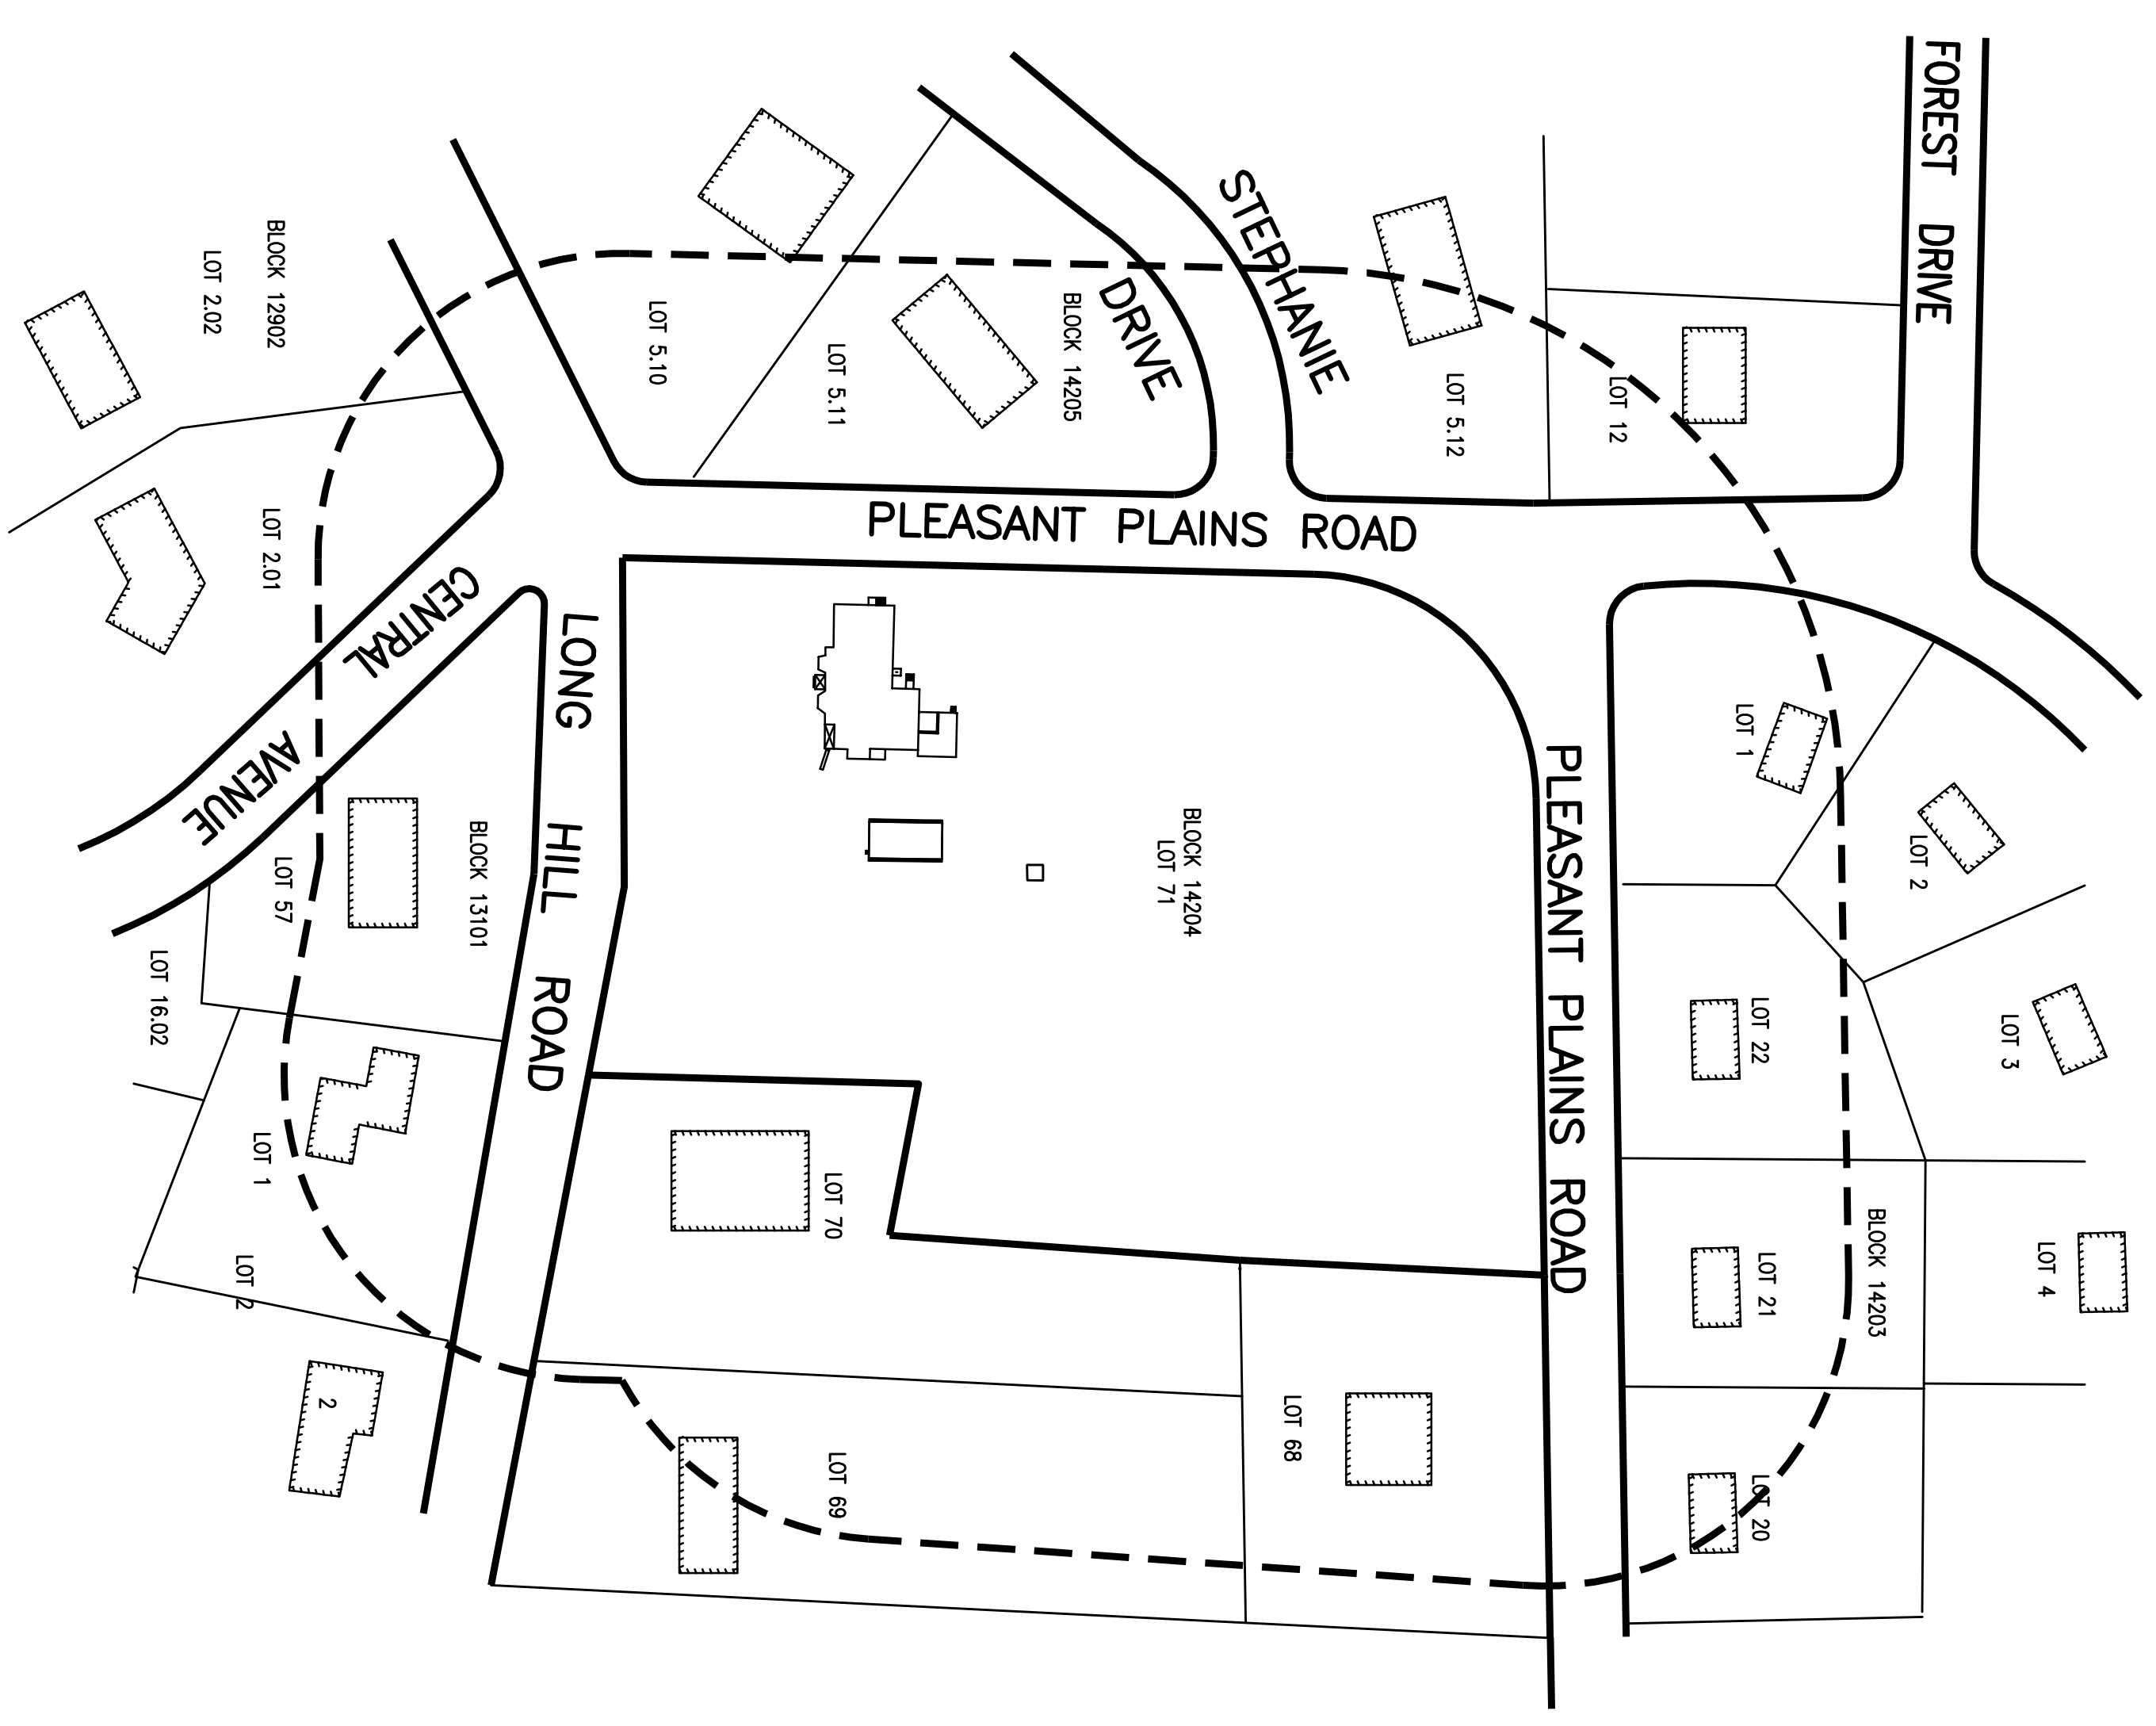 FOREST DRIVE
STEPHANIE
DRIVE
BLOCK 12902
LOT 2.02
LOT 5.10
LOT 5.11
BLOCK 14205
LOT 5.12
LOT 12
PLEASANT PLAINS ROAD
LOT 2.01
CENTRAL
AVENUE
LONG HILL ROAD
BLOCK 13101
LOT 57
LOT 16.02
BLOCK 14204
LOT 71
PLEASANT PLAINS ROAD
LOT 1
LOT 2
LOT 22
LOT 3
LOT 1
LOT 2
2
LOT 70
LOT 69
LOT 68
BLOCK 14203
LOT 21
LOT 4
LOT 20